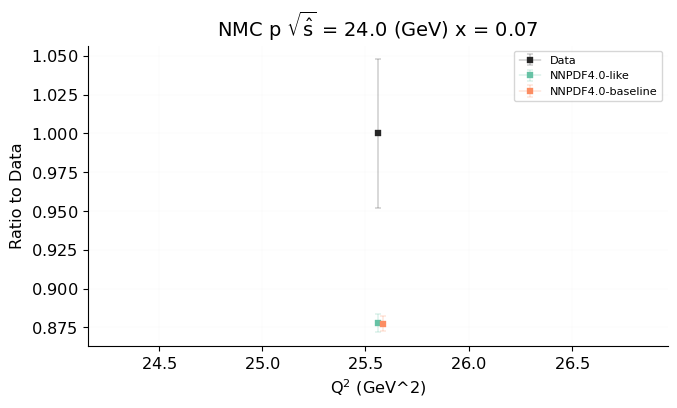 NMC p √ŝ = 24.0 (GeV) x = 0.07
Data
NNPDF4.0-like
NNPDF4.0-baseline
1.050
1.025
1.000
0.975
0.950
0.925
0.900
0.875
Ratio to Data
24.5 25.0 25.5 26.0 26.5
Q² (GeV^2)